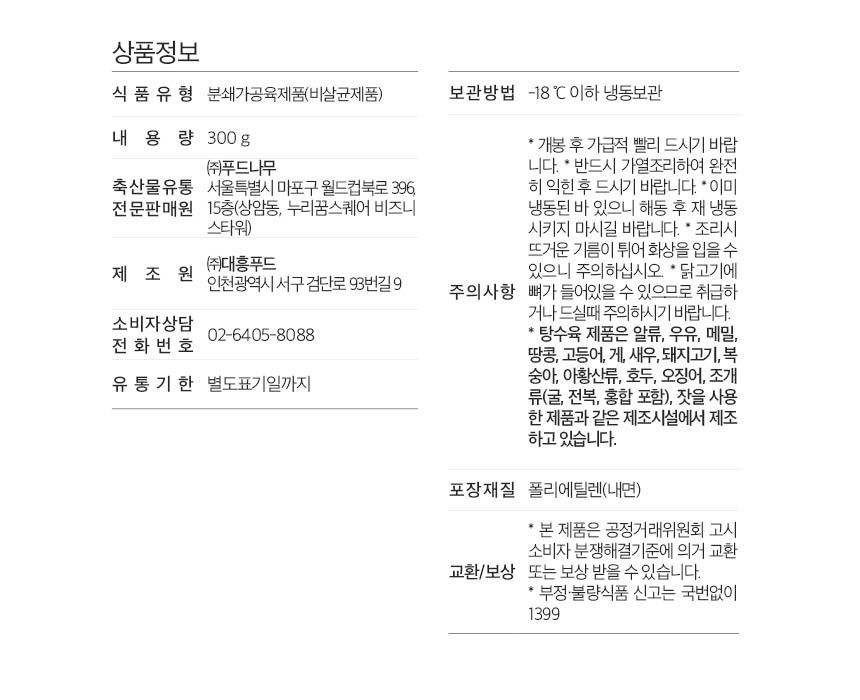 상품정보
식 품 유 형 분쇄가공육제품(비살균제품)
내 용 량 300 g
축산물유통
전문판매원
㈜푸드나무
서울특별시 마포구 월드컵북로 396,
15층(상암동, 누리꿈스퀘어 비즈니
스타워)
제 조 원
㈜대흥푸드
인천광역시 서구 검단로 93번길 9
소비자상담
전 화 번 호
02-6405-8088
유 통 기 한 별도표기일까지
보관방법 -18 ℃ 이하 냉동보관
주의사항
* 개봉 후 가급적 빨리 드시기 바랍
니다. * 반드시 가열조리하여 완전
히 익힌 후 드시기 바랍니다. * 이미
냉동된 바 있으니 해동 후 재 냉동
시키지 마시길 바랍니다. * 조리시
뜨거운 기름이 튀어 화상을 입을 수
있으니 주의하십시오. * 닭고기에
뼈가 들어있을 수 있으므로 취급하
거나 드실때 주의하시기 바랍니다.
* 탕수육 제품은 알류, 우유, 메밀,
땅콩, 고등어, 게, 새우, 돼지고기, 복
숭아, 아황산류, 호두, 오징어, 조개
류(굴, 전복, 홍합 포함), 잣을 사용
한 제품과 같은 제조시설에서 제조
하고 있습니다.
포장재질 폴리에틸렌(내면)
교환/보상
* 본 제품은 공정거래위원회 고시
소비자 분쟁해결기준에 의거 교환
또는 보상 받을 수 있습니다.
* 부정·불량식품 신고는 국번없이
1399